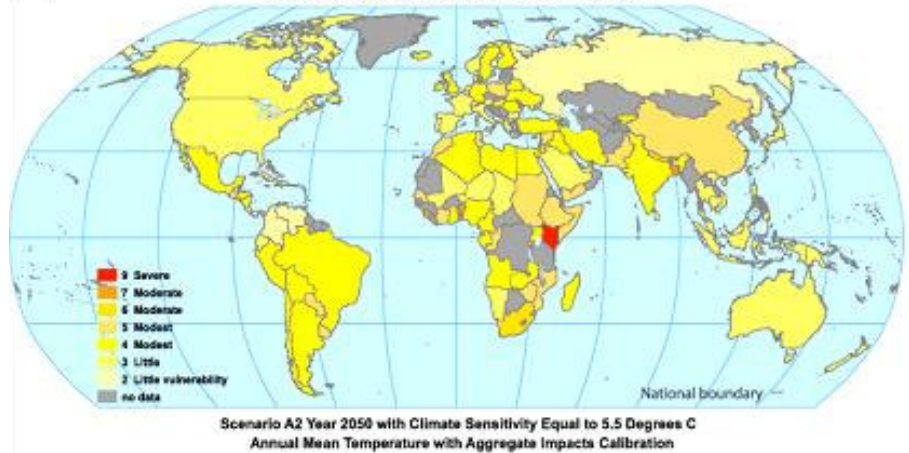 9 Severe
7 Moderate
6 Moderate
5 Modest
4 Modest
3 Little
2 Little vulnerability
no data
National boundary
Scenario A2 Year 2050 with Climate Sensitivity Equal to 5.5 Degrees C
Annual Mean Temperature with Aggregate Impacts Calibration